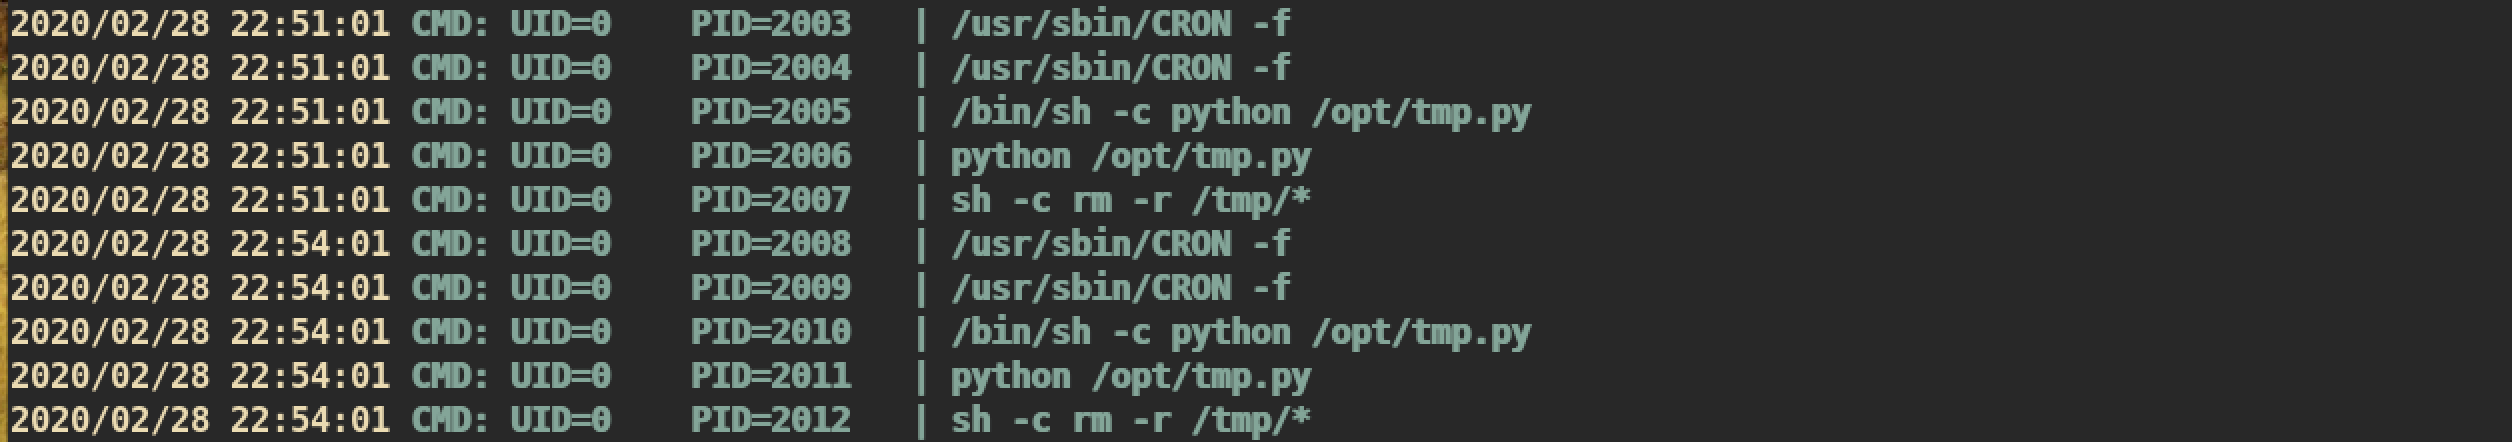 2020/02/28 22:51:01 CMD: UID=0    PID=2003   | /usr/sbin/CRON -f
2020/02/28 22:51:01 CMD: UID=0    PID=2004   | /usr/sbin/CRON -f
2020/02/28 22:51:01 CMD: UID=0    PID=2005   | /bin/sh -c python /opt/tmp.py
2020/02/28 22:51:01 CMD: UID=0    PID=2006   | python /opt/tmp.py
2020/02/28 22:51:01 CMD: UID=0    PID=2007   | sh -c rm -r /tmp/*
2020/02/28 22:54:01 CMD: UID=0    PID=2008   | /usr/sbin/CRON -f
2020/02/28 22:54:01 CMD: UID=0    PID=2009   | /usr/sbin/CRON -f
2020/02/28 22:54:01 CMD: UID=0    PID=2010   | /bin/sh -c python /opt/tmp.py
2020/02/28 22:54:01 CMD: UID=0    PID=2011   | python /opt/tmp.py
2020/02/28 22:54:01 CMD: UID=0    PID=2012   | sh -c rm -r /tmp/*